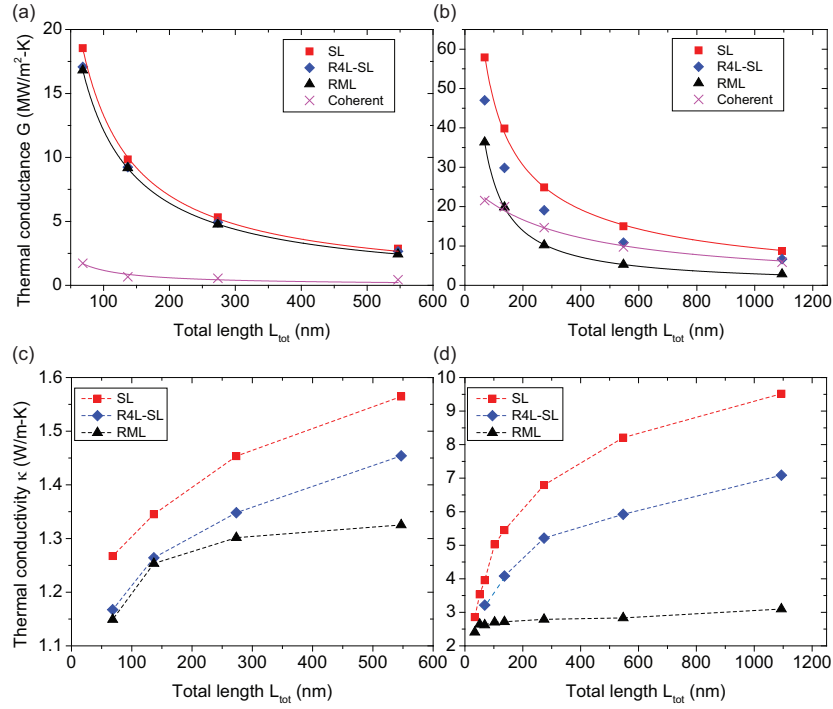 (a)
Thermal conductance G (MW/m²-K)
20
15
10
5
0
SL
R4L-SL
RML
Coherent
0 100 200 300 400 500 600
Total length Ltot (nm)
(b)
60
50
40
30
20
10
0
SL
R4L-SL
RML
Coherent
0 200 400 600 800 1000 1200
Total length Ltot (nm)
(c)
Thermal conductivity κ (W/m-K)
1.6
1.5
1.4
1.3
1.2
1.1
SL
R4L-SL
RML
0 100 200 300 400 500 600
Total length Ltot (nm)
(d)
10
9
8
7
6
5
4
3
2
SL
R4L-SL
RML
0 200 400 600 800 1000 1200
Total length Ltot (nm)